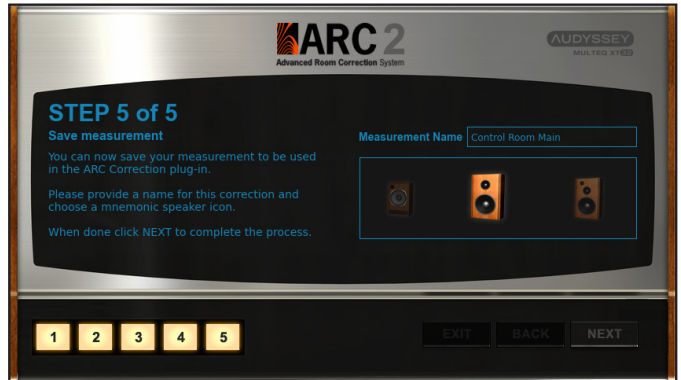 ARC 2
Advanced Room Correction System
AUDYSSEY
MULTEQ XT32
STEP 5 of 5
Save measurement
You can now save your measurement to be used
in the ARC Correction plug-in.
Please provide a name for this correction and
choose a mnemonic speaker icon.
When done click NEXT to complete the process.
Measurement Name
Control Room Main
1 2 3 4 5
EXIT BACK NEXT